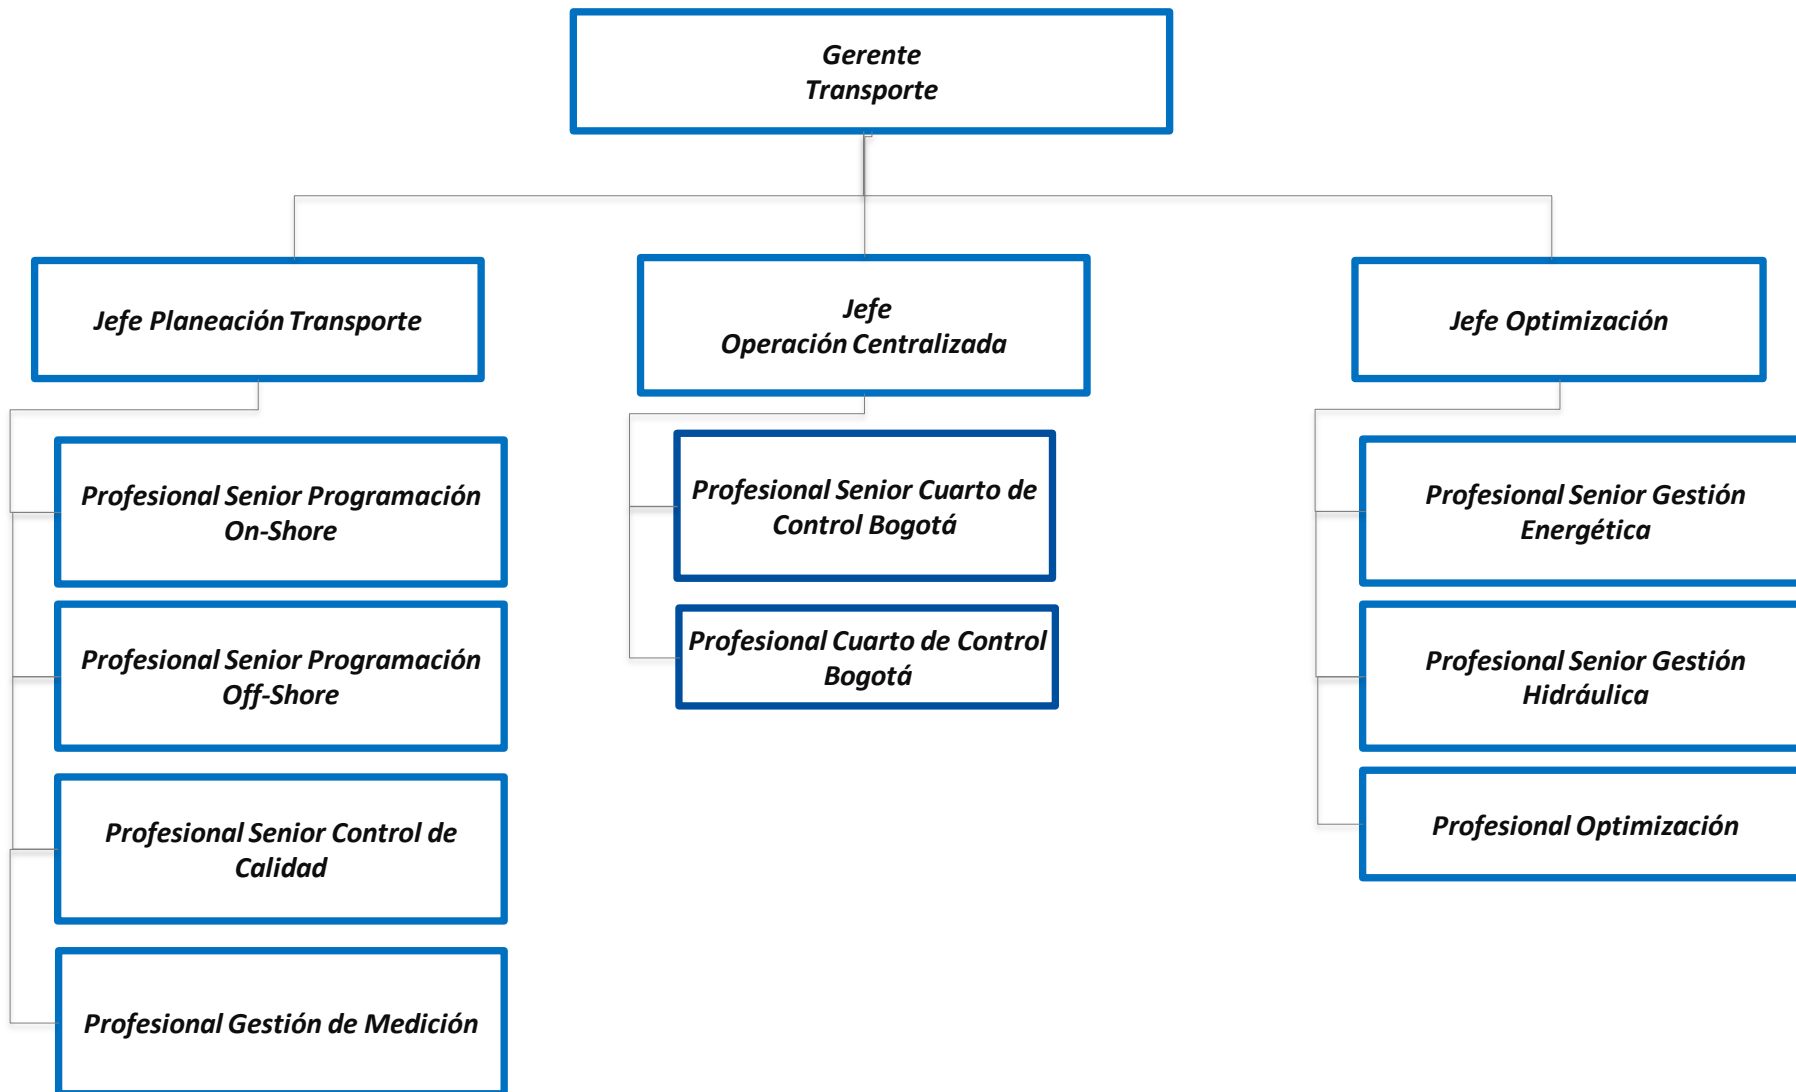 Gerente
Transporte
Jefe Planeación Transporte
Jefe
Operación Centralizada
Jefe Optimización
Profesional Senior Programación
On-Shore
Profesional Senior Programación
Off-Shore
Profesional Senior Control de
Calidad
Profesional Gestión de Medición
Profesional Senior Cuarto de
Control Bogotá
Profesional Cuarto de Control
Bogotá
Profesional Senior Gestión
Energética
Profesional Senior Gestión
Hidráulica
Profesional Optimización